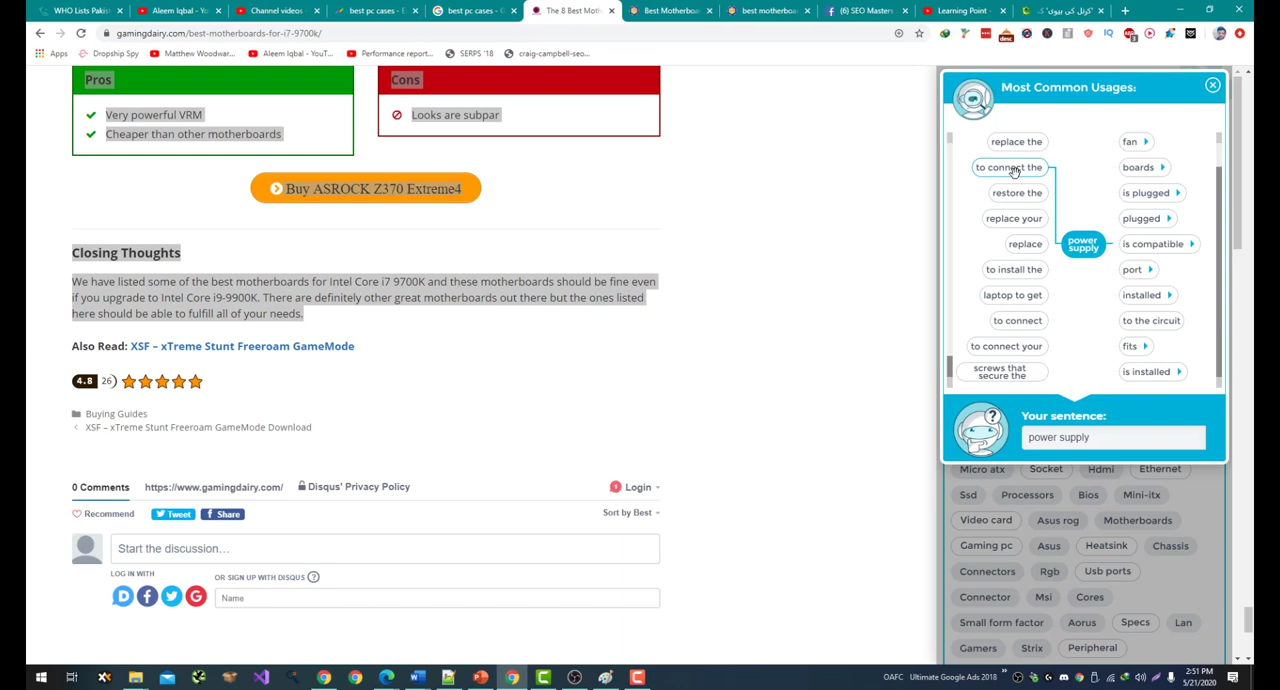 WHO Lists Pakist
Aleem Iqbal - Yo
Channel videos -
best pc cases - E
best pc cases - G
The 8 Best Moth
Best Motherboa
best motherboa
(6) SEO Masters
Learning Point -
gamingdairy.com/best-motherboards-for-i7-9700k/
Apps
Dropship Spy
Matthew Woodwar...
Aleem Iqbal - YouT...
Performance report...
SERPS '18
craig-campbell-seo...
Pros
Cons
Very powerful VRM
Cheaper than other motherboards
Looks are subpar
Buy ASROCK Z370 Extreme4
Closing Thoughts
We have listed some of the best motherboards for Intel Core i7 9700K and these motherboards should be fine even
if you upgrade to Intel Core i9-9900K. There are definitely other great motherboards out there but the ones listed
here should be able to fulfill all of your needs.
Also Read: XSF – xTreme Stunt Freeroam GameMode
4.8 26
Buying Guides
XSF – xTreme Stunt Freeroam GameMode Download
0 Comments
https://www.gamingdairy.com/
Disqus' Privacy Policy
1 Login
Recommend
Tweet
Share
Sort by Best
Start the discussion...
LOG IN WITH
OR SIGN UP WITH DISQUS ?
Name
Most Common Usages:
replace the
to connect the
restore the
replace your
replace
to install the
laptop to get
to connect
to connect your
screws that
secure the
power
supply
fan
boards
is plugged
plugged
is compatible
port
installed
to the circuit
fits
is installed
Your sentence:
power supply
Micro atx Socket Hdmi Ethernet
Ssd Processors Bios Mini-itx
Video card Asus rog Motherboards
Gaming pc Asus Heatsink Chassis
Connectors Rgb Usb ports
Connector Msi Cores
Small form factor Aorus Specs Lan
Gamers Strix Peripheral
OAFC Ultimate Google Ads 2018
2:51 PM
5/21/2020